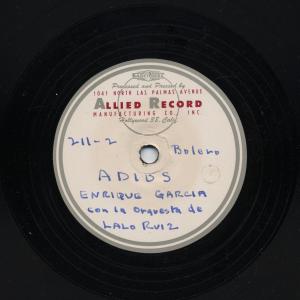 Processed and Pressed by
1041 NORTH LAS PALMAS AVENUE
ALLIED RECORD
MANUFACTURING CO. INC.
Hollywood 38, Calif.
211-2
Bolero
ADIOS
ENRIQUE GARCIA
con la orquesta de
LALO RUIZ